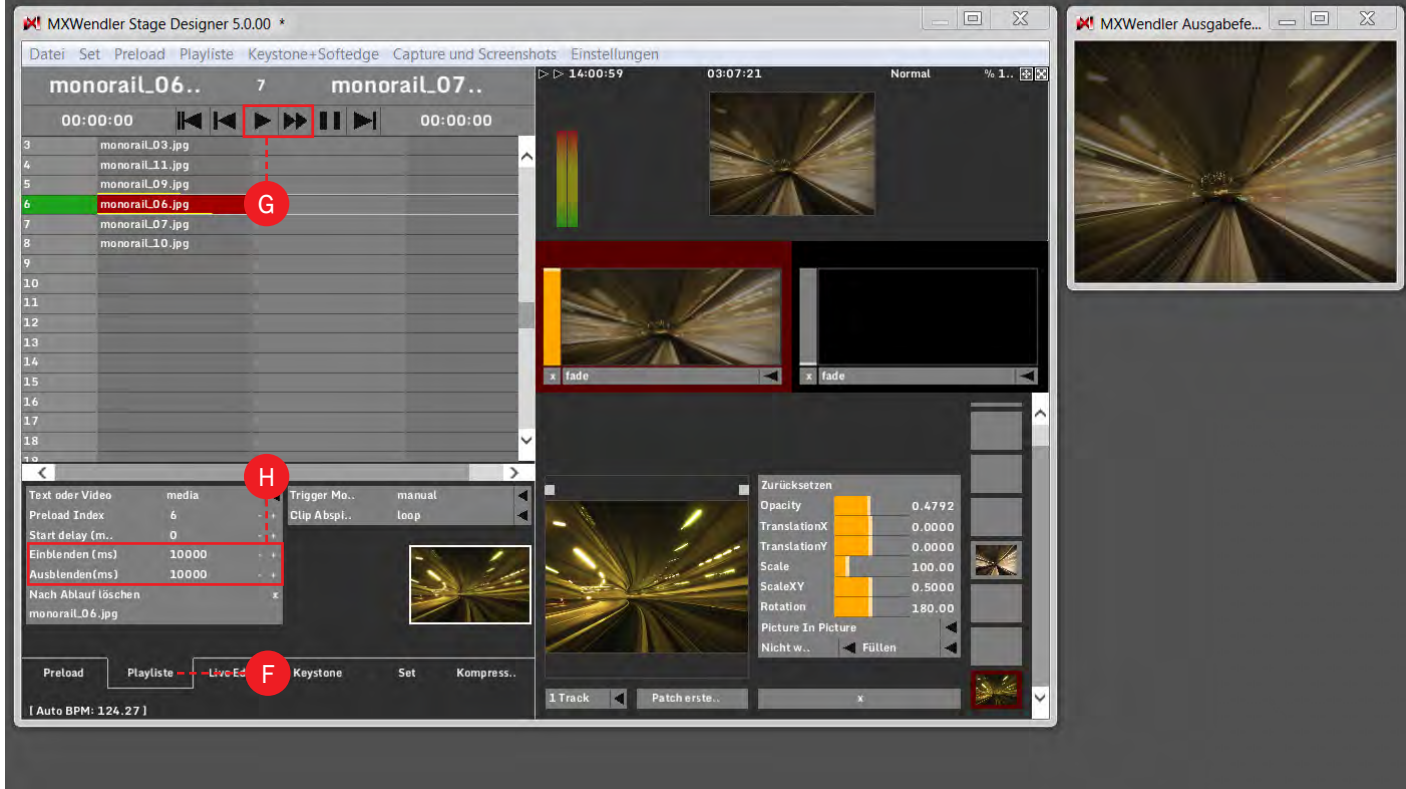 MXWendler Stage Designer 5.0.00 *
Datei Set Preload Playliste Keystone+Softedge Capture und Screenshots Einstellungen
monorail_06.. 7 monorail_07..
00:00:00 00:00:00
3 monorail_03.jpg
4 monorail_11.jpg
5 monorail_09.jpg
6 monorail_06.jpg
G
7 monorail_07.jpg
8 monorail_10.jpg
9
10
11
12
13
14
15
16
17
18
19
H
Text oder Video media
Preload Index 6 - +
Start delay (m.. 0 - +
Einblenden (ms) 10000 - +
Ausblenden(ms) 10000 - +
Nach Ablauf löschen x
monorail_06.jpg
Trigger Mo.. manual
Clip Abspi.. loop
Preload Playliste Live Ed F Keystone Set Kompress..
[ Auto BPM: 124.27 ]
14:00:59 03:07:21 Normal % 1..
x fade x fade
Zurücksetzen
Opacity 0.4792
TranslationX 0.0000
TranslationY 0.0000
Scale 100.00
ScaleXY 0.5000
Rotation 180.00
Picture In Picture
Nicht w.. Füllen
1 Track Patch erste.. x
MXWendler Ausgabefe...